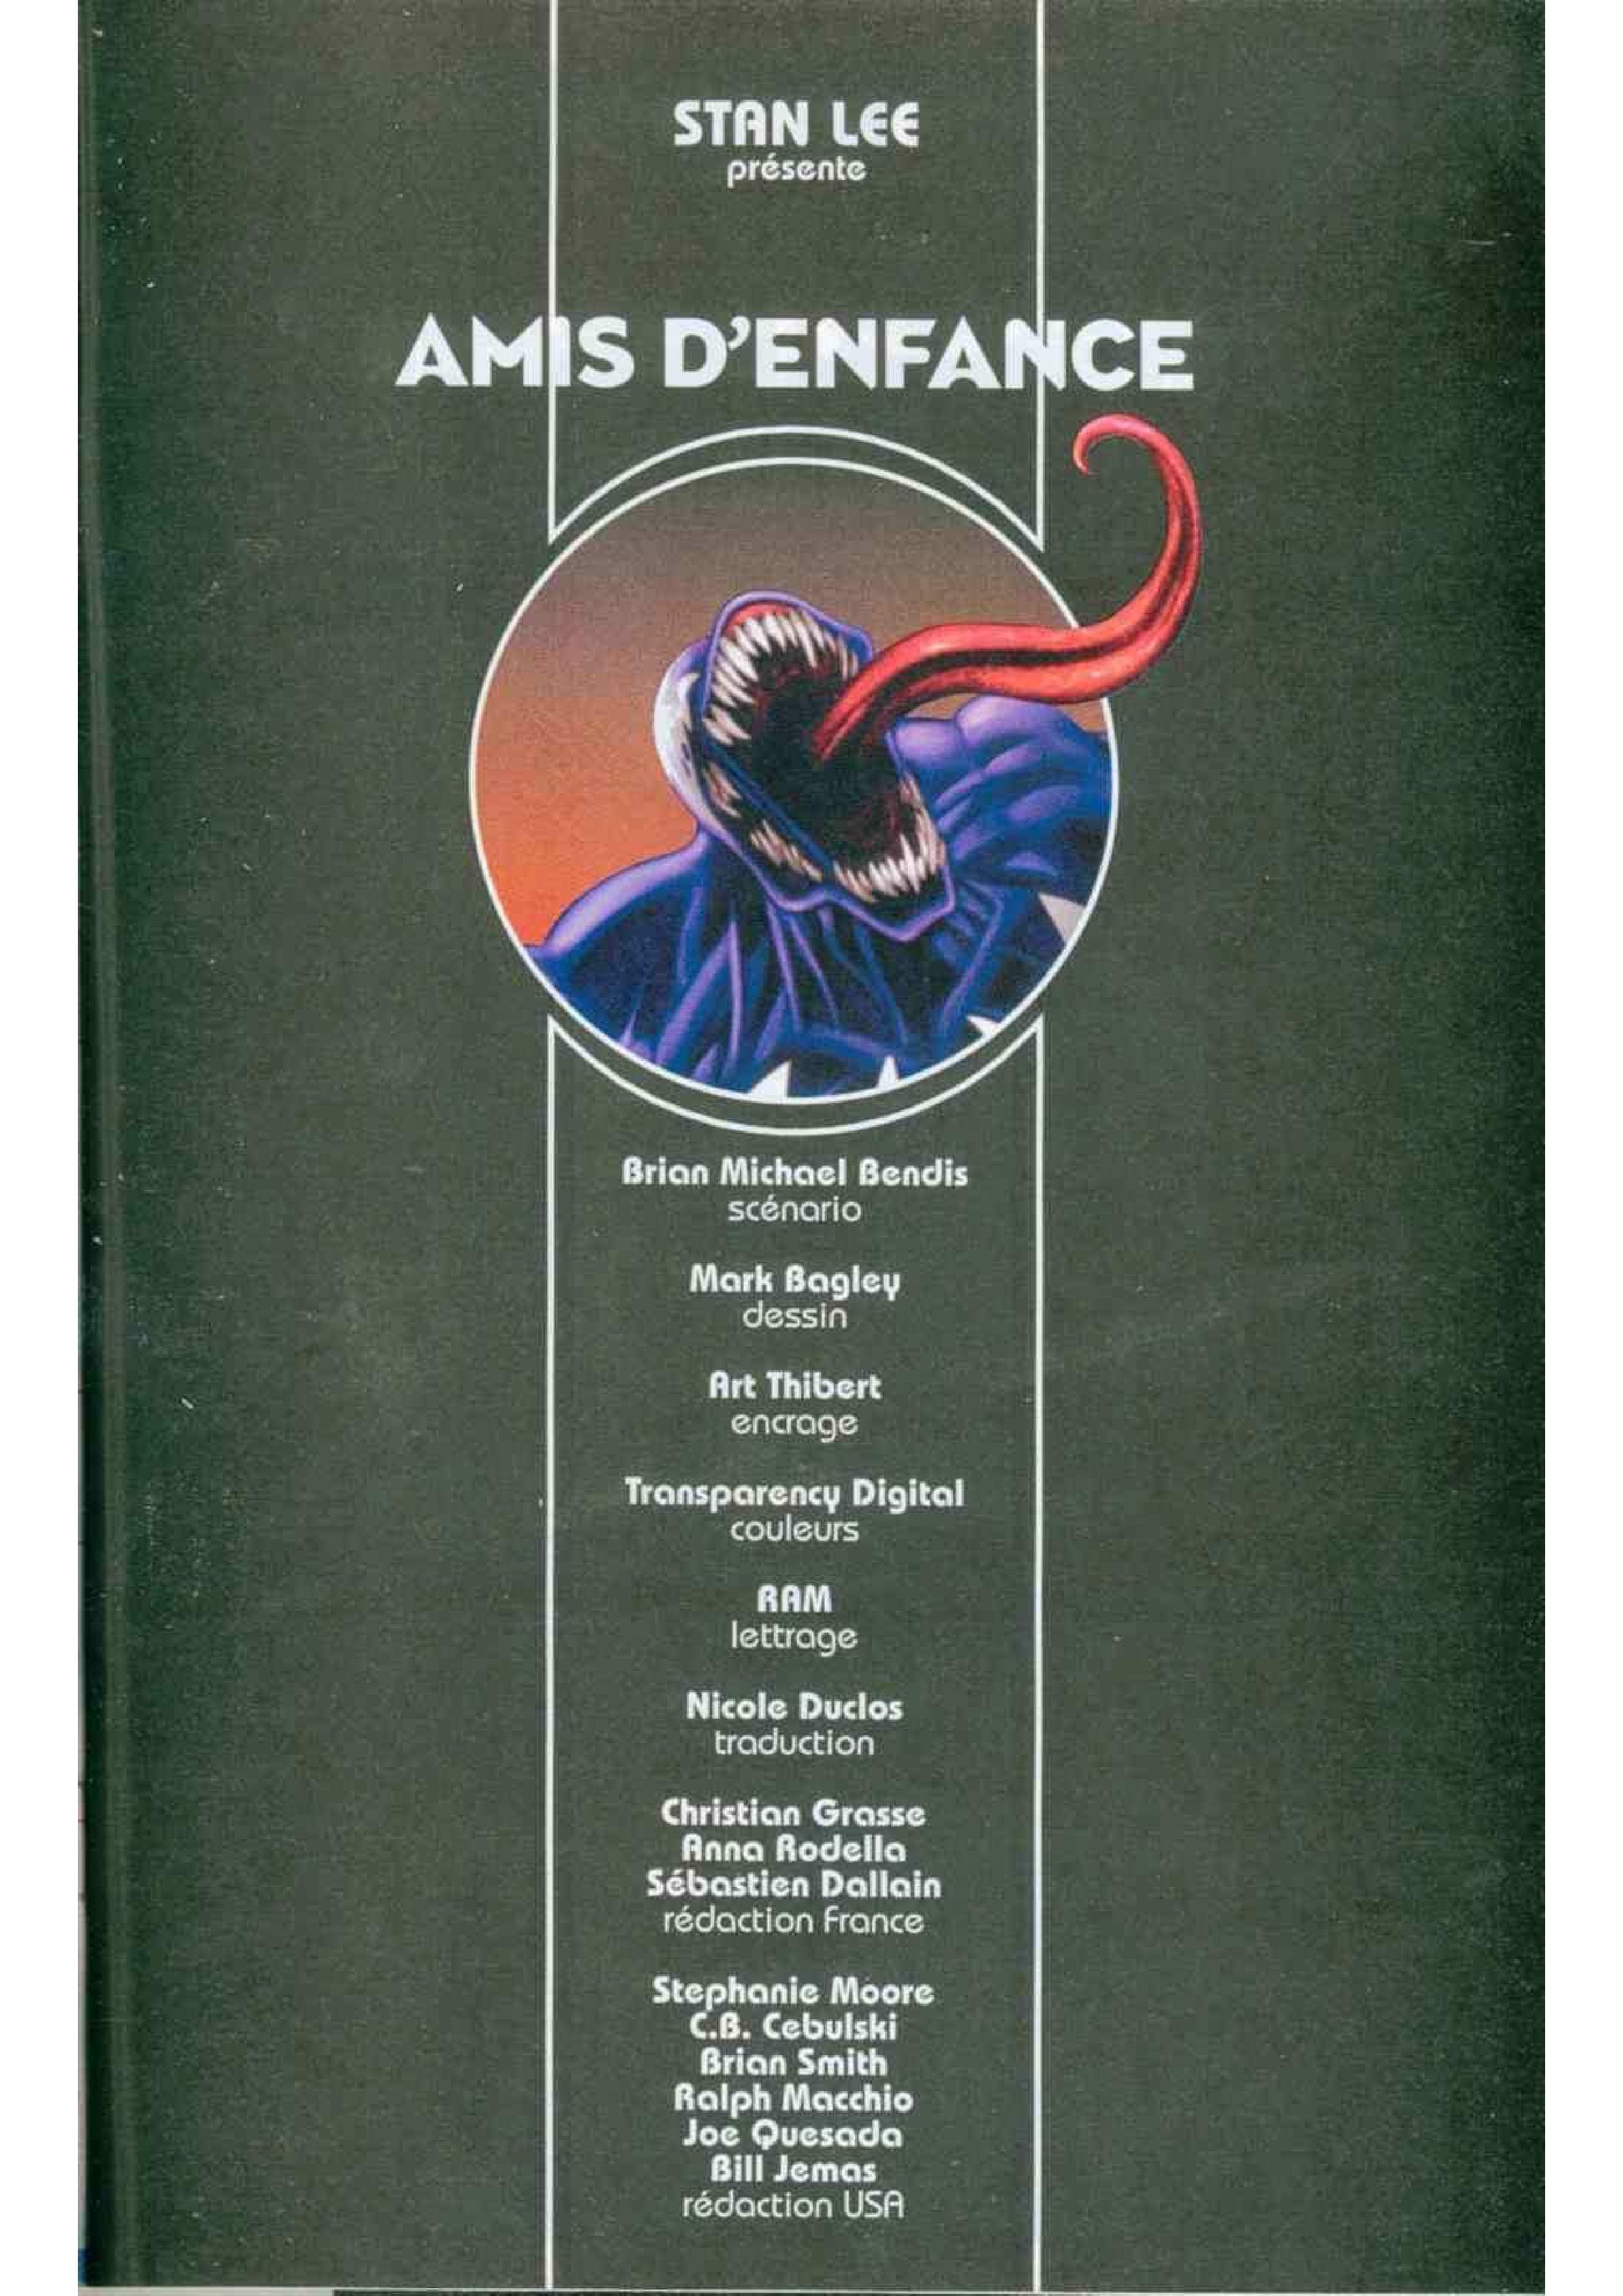 STAN LEE
présente
AMIS D'ENFANCE
Brian Michael Bendis
scénario
Mark Bagley
dessin
Art Thibert
encrage
Transparency Digital
couleurs
RAM
lettrage
Nicole Duclos
traduction
Christian Grasse
Anna Rodella
Sébastien Dallain
rédaction France
Stephanie Moore
C.B. Cebulski
Brian Smith
Ralph Macchio
Joe Quesada
Bill Jemas
rédaction USA